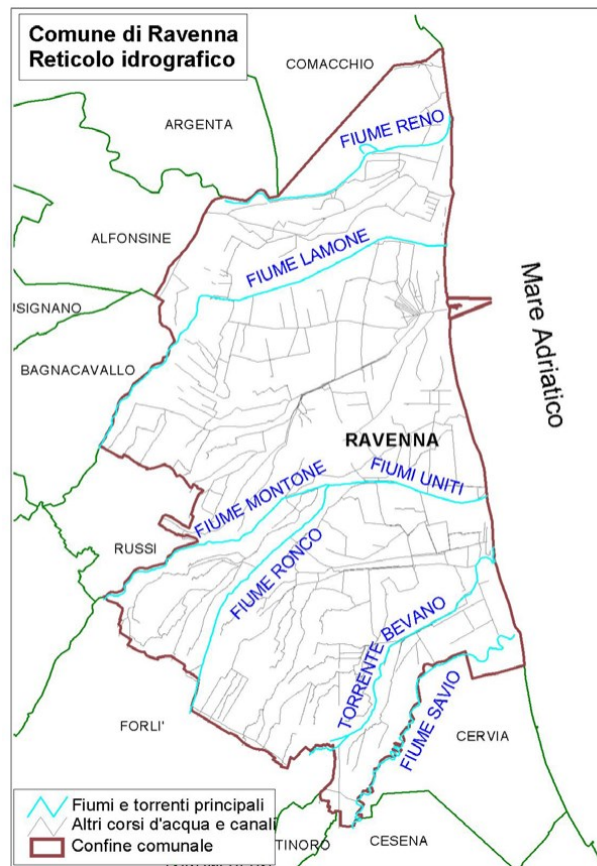 Comune di Ravenna
Reticolo idrografico
COMACCHIO
ARGENTA
FIUME RENO
ALFONSINE
FIUME LAMONE
USIGNANO
Mare Adriatico
BAGNACAVALLO
RAVENNA
FIUME MONTONE
FIUMI UNITI
RUSSI
FIUME RONCO
TORRENTE BEVANO
FIUME SAVIO
FORLI'
CERVIA
Fiumi e torrenti principali
Altri corsi d'acqua e canali
Confine comunale
TINORO
CESENA